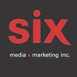 six
media + marketing inc.